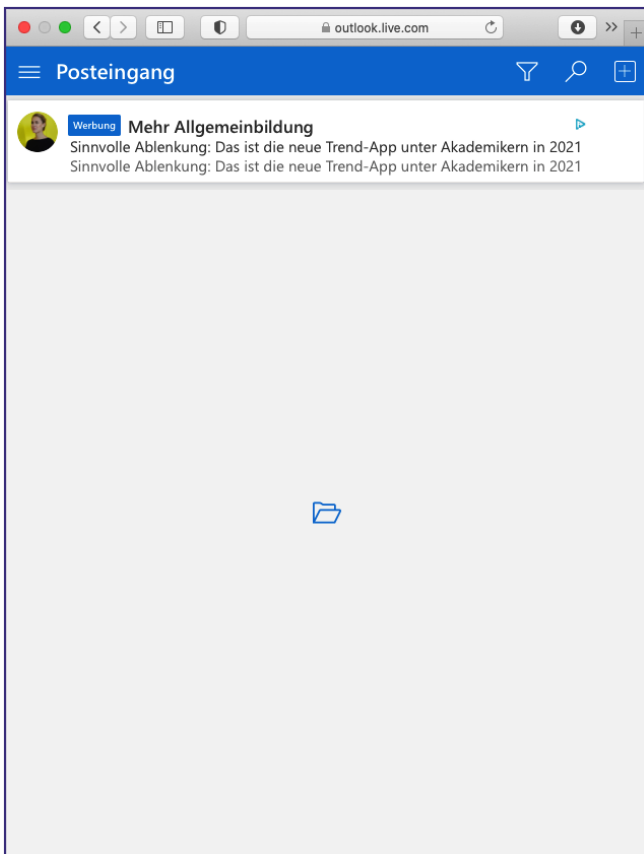 outlook.live.com
Posteingang
Werbung Mehr Allgemeinbildung
Sinnvolle Ablenkung: Das ist die neue Trend-App unter Akademikern in 2021
Sinnvolle Ablenkung: Das ist die neue Trend-App unter Akademikern in 2021